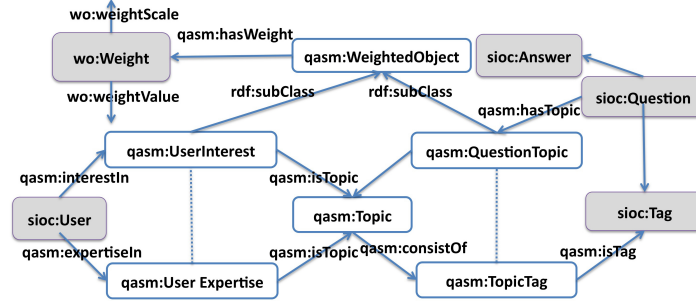 wo:weightScale
qasm:hasWeight
wo:Weight
qasm:WeightedObject
sioc:Answer
wo:weightValue
rdf:subClass
rdf:subClass
sioc:Question
qasm:hasTopic
qasm:UserInterest
qasm:QuestionTopic
qasm:interestIn
qasm:isTopic
sioc:User
qasm:Topic
sioc:Tag
qasm:expertiseIn
qasm:isTopic
qasm:consistOf
qasm:isTag
qasm:User Expertise
qasm:TopicTag